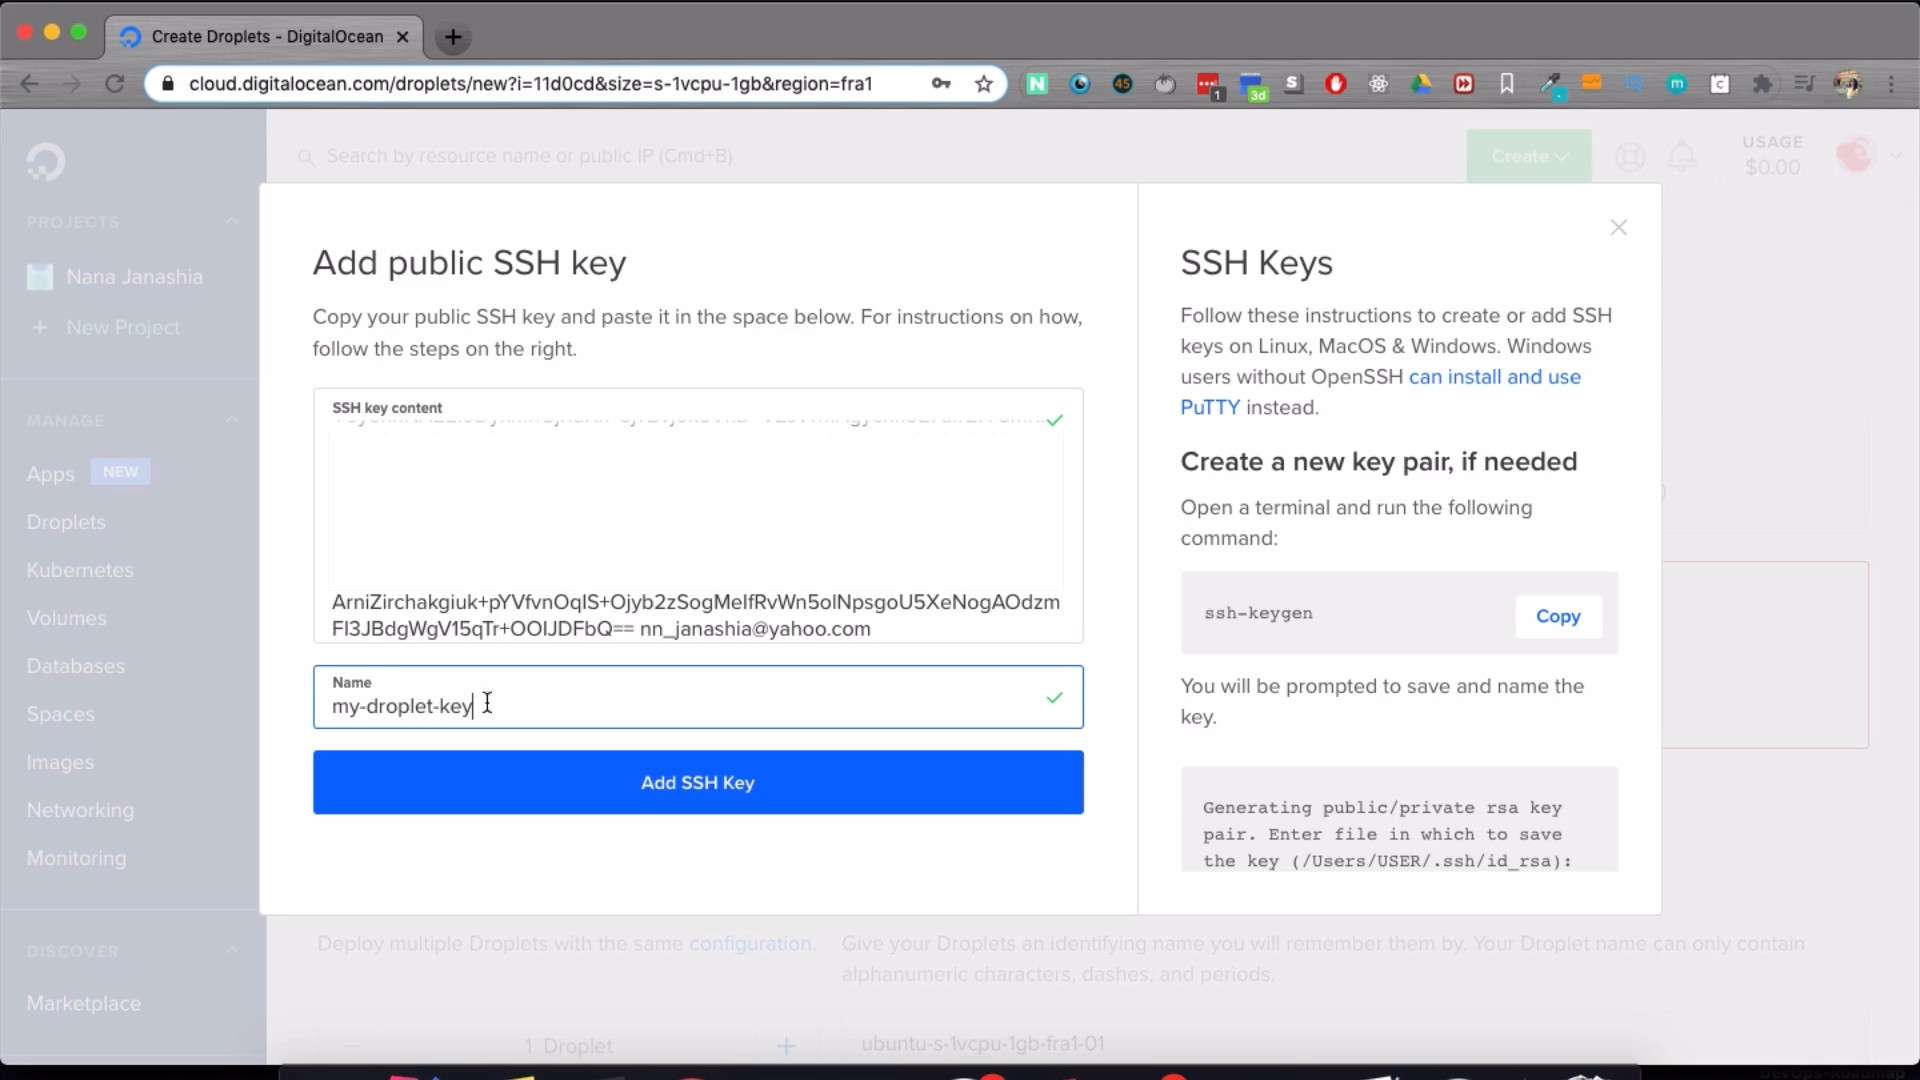 Create Droplets - DigitalOcean
cloud.digitalocean.com/droplets/new?i=11d0cd&size=s-1vcpu-1gb&region=fra1
45
1
3d
Search by resource name or public IP (Cmd+B)
Create
USAGE
$0.00
PROJECTS
Nana Janashia
+ New Project
MANAGE
Apps NEW
Droplets
Kubernetes
Volumes
Databases
Spaces
Images
Networking
Monitoring
DISCOVER
Marketplace
Add public SSH key
Copy your public SSH key and paste it in the space below. For instructions on how,
follow the steps on the right.
SSH key content
ArniZirchakgiuk+pYVfvnOqIS+Ojyb2zSogMelfRvWn5olNpsgoU5XeNogAOdzm
FI3JBdgWgV15qTr+OOIJDFbQ== nn_janashia@yahoo.com
Name
my-droplet-key
Add SSH Key
SSH Keys
Follow these instructions to create or add SSH
keys on Linux, MacOS & Windows. Windows
users without OpenSSH can install and use
PuTTY instead.
Create a new key pair, if needed
Open a terminal and run the following
command:
ssh-keygen
Copy
You will be prompted to save and name the
key.
Generating public/private rsa key
pair. Enter file in which to save
the key (/Users/USER/.ssh/id_rsa):
Deploy multiple Droplets with the same configuration.
Give your Droplets an identifying name you will remember them by. Your Droplet name can only contain
alphanumeric characters, dashes, and periods.
1 Droplet
ubuntu-s-1vcpu-1gb-fra1-01